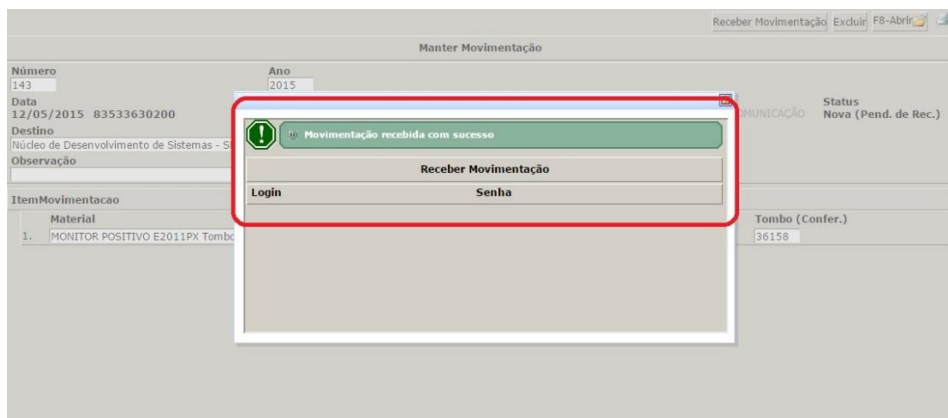 Receber Movimentação Excluir F8-Abrir
Manter Movimentação
Número Ano
143 2015
Data Status
12/05/2015 83533630200 Nova (Pend. de Rec.)
Destino
Núcleo de Desenvolvimento de Sistemas - S
Observação
Movimentação recebida com sucesso
Receber Movimentação
Login Senha
ItemMovimentacao
Material Tombo (Confer.)
1. MONITOR POSITIVO E2011PX Tombo 36158